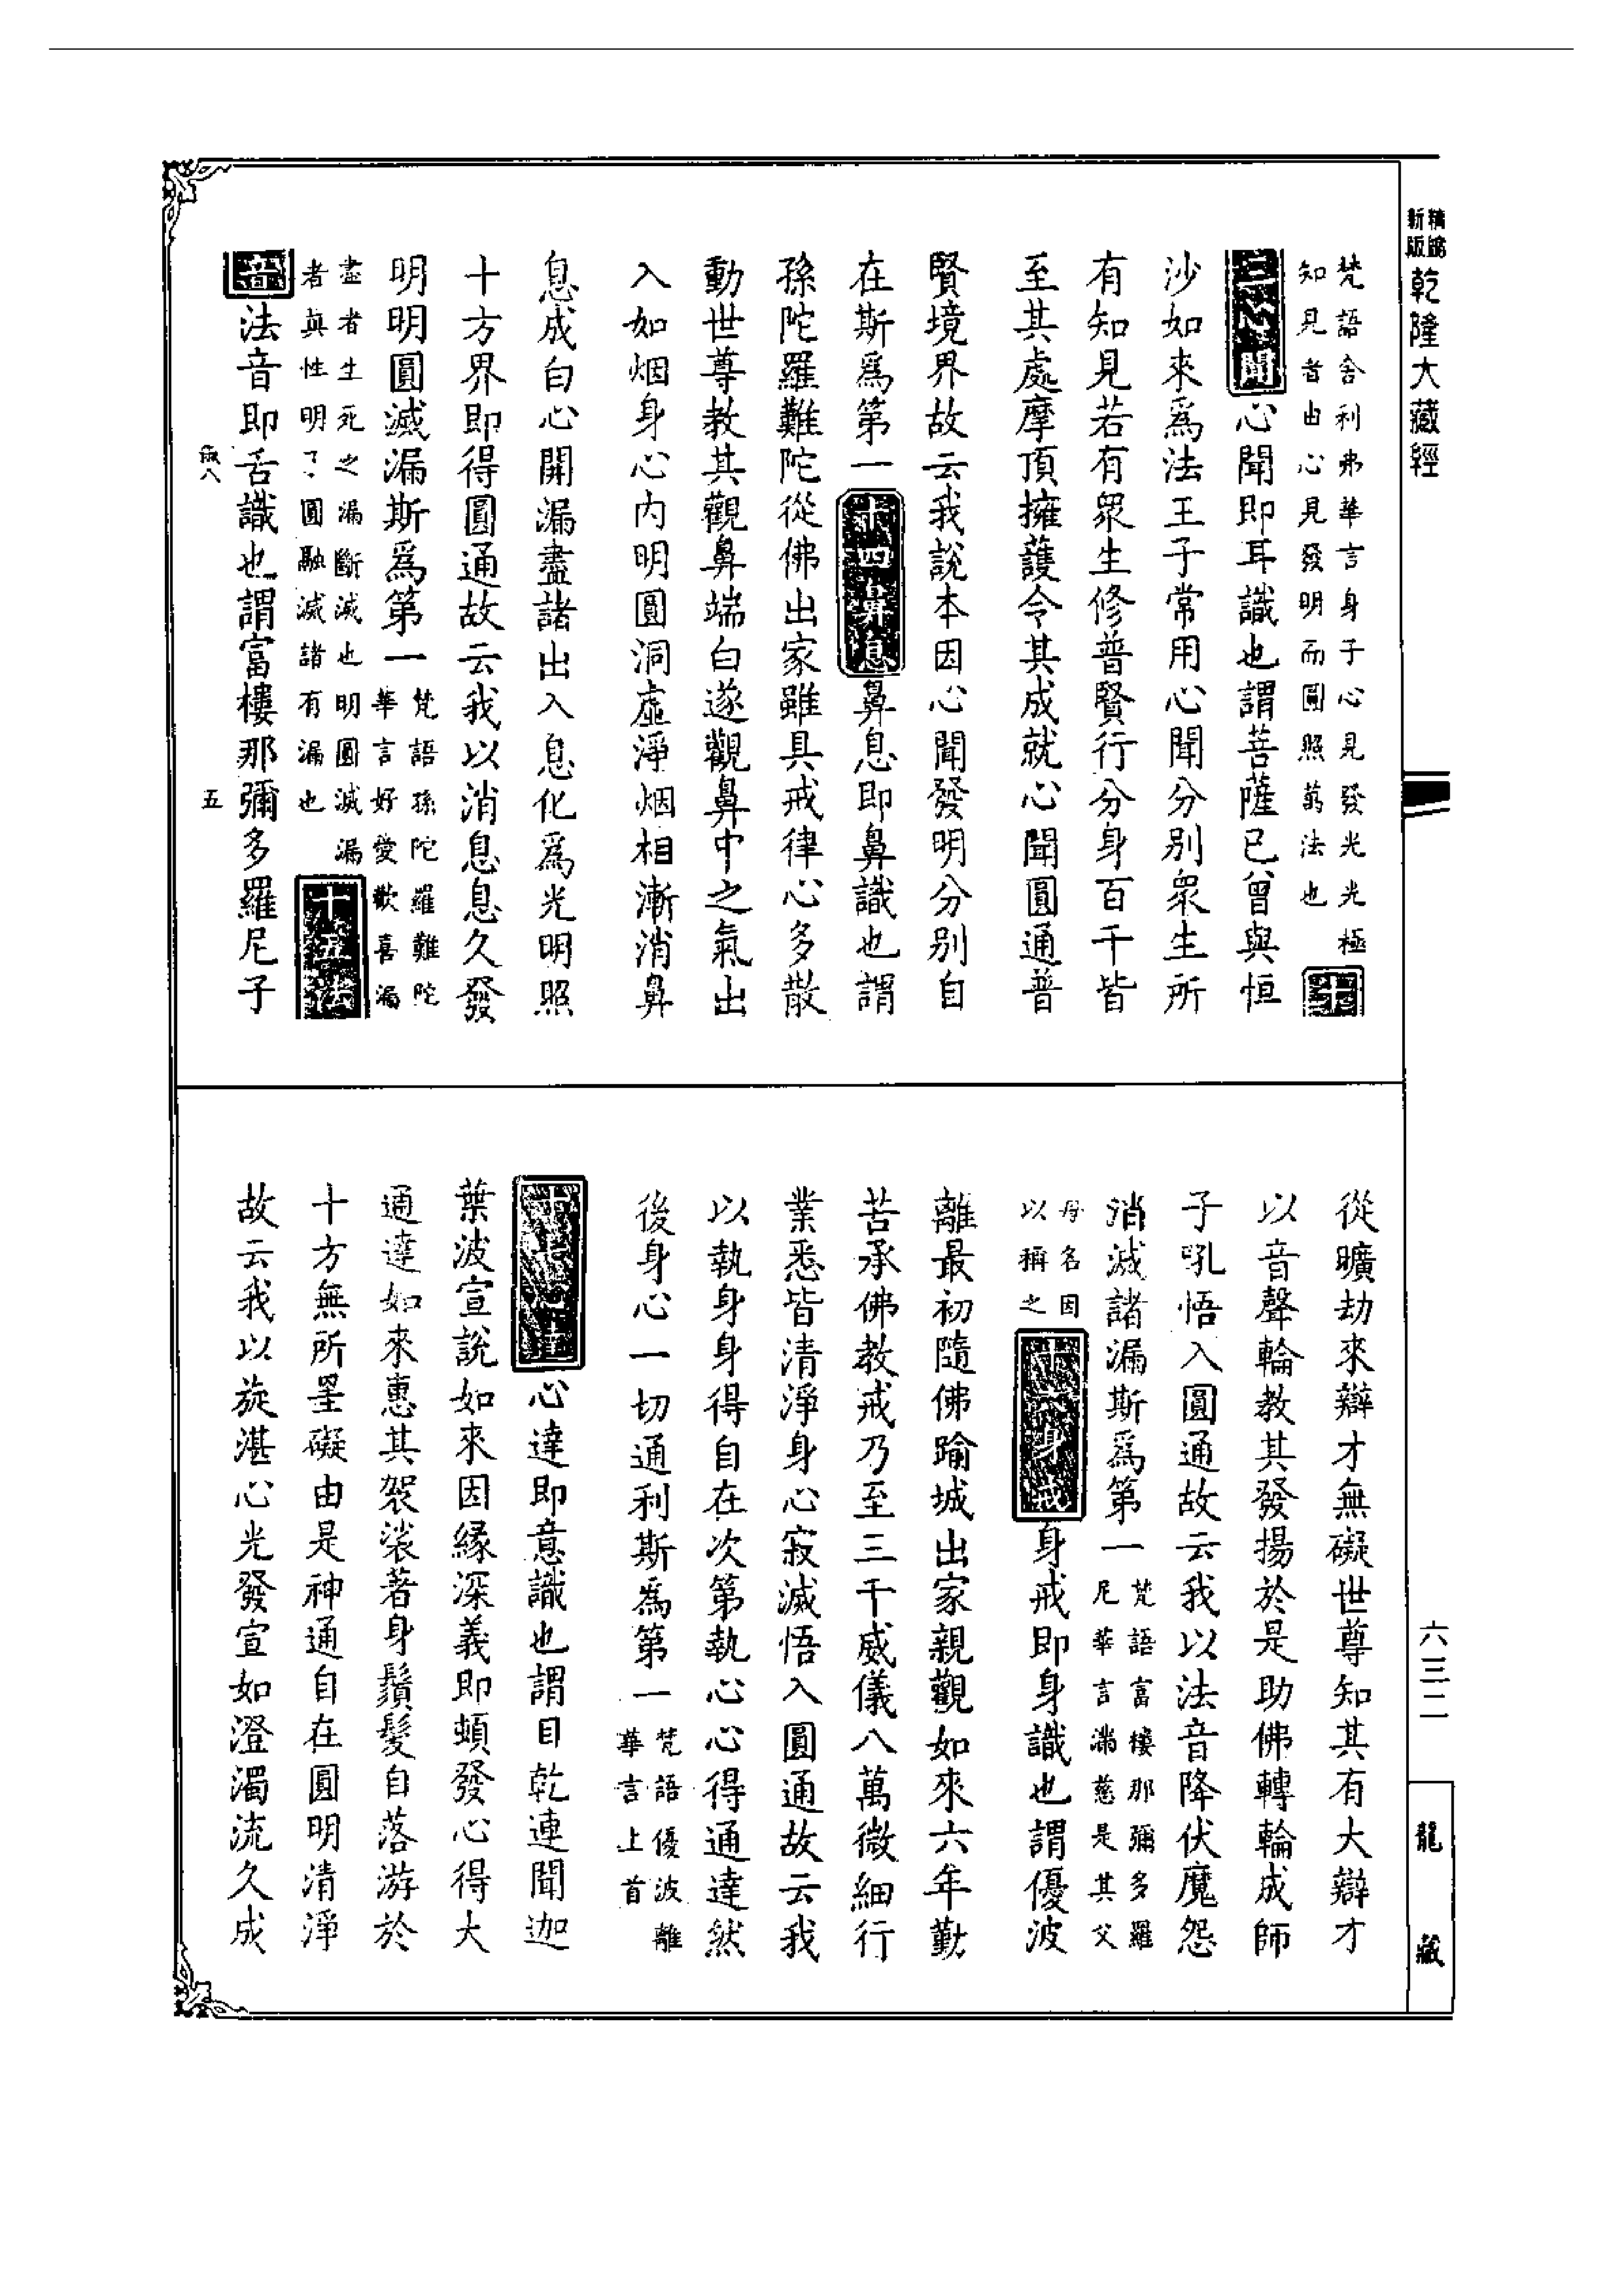 精編
新版
乾隆大藏經
梵語舍利弗華言身子心見發光光極
知見者由心見發明而圓照萬法也
十
三心聞心聞即耳識也謂菩薩已曾與恒
沙如來爲法王子常用心聞分別衆生所
有知見若有衆生修普賢行分身百千皆
至其處摩頂擁護令其成就心聞圓通普
賢境界故云我說本因心聞發明分別自
在斯爲第一十四鼻息鼻息即鼻識也謂
孫陀羅難陀從佛出家雖具戒律心多散
動世尊教其觀鼻端白遂觀鼻中之氣出
入如烟身心內明圓洞虛淨烟相漸消鼻
息成白心開漏盡諸出入息化爲光明照
十方界即得圓通故云我以消息息久發
明明圓滅漏斯爲第一
梵語孫陀羅難陀
華言好愛歡喜漏
盡者生死之漏斷滅也明圓滅漏
者真性明了圓融滅諸有漏也
十五法
音法音即舌識也謂富樓那彌多羅尼子
五
從曠劫來辯才無礙世尊知其有大辯才
以音聲輪教其發揚於是助佛轉輪成師
子吼悟入圓通故云我以法音降伏魔怨
消滅諸漏斯爲第一
梵語富樓那彌多羅
尼華言滿慈是其父
母名因
以稱之
十六身戒身戒即身識也謂優波
離最初隨佛踰城出家親觀如來六年勤
苦承佛教戒乃至三千威儀八萬微細行
業悉皆清淨身心寂滅悟入圓通故云我
以執身身得自在次第執心心得通達然
後身心一切通利斯爲第一
梵語優波離
華言上首
十七心達心達即意識也謂目乾連聞迦
葉波宣說如來因緣深義即頓發心得大
通達如來惠其袈裟著身鬚髮自落游於
十方無所罣礙由是神通自在圓明清淨
故云我以旋湛心光發宣如澄濁流久成
六三二
龍藏